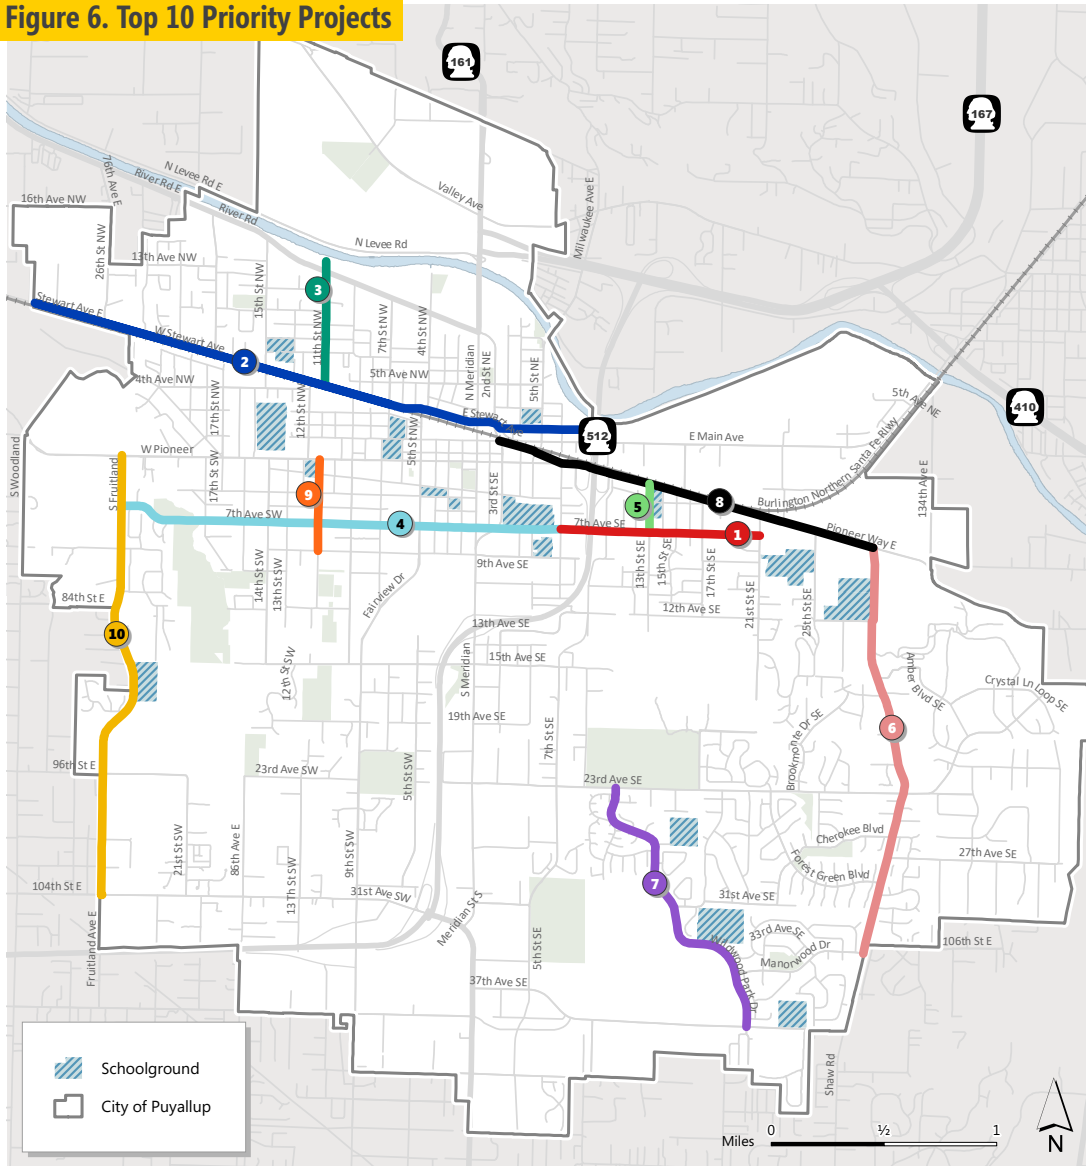 Figure 6. Top 10 Priority Projects
161
167
76th Ave E
N Levee Rd E
River Rd E
16th Ave NW
River Rd
Valley Ave
Milwaukee Ave E
N Levee Rd
26th St NW
13th Ave NW
15th St NW
3
Stewart Ave E
W Stewart Ave
11th St NW
7th St NW
4th St NW
2
N Meridian
2nd St NE
5th St NE
4th Ave NW
5th Ave NW
17th St NW
12th St NW
5th Ave NE
410
E Stewart Ave
512
E Main Ave
5th St NW
S Woodland
W Pioneer
17th St SW
S Fruitland
9
3rd St SE
5
8
Burlington Northern Santa Fe Rlwy
134th Ave E
7th Ave SW
4
7th Ave SE
1
Pioneer Way E
9th Ave SE
13th St SE
15th St SE
17th St SE
14th St SW
13th St SW
Fairview Dr
21st St SE
25th St SE
84th St E
12th Ave SE
10
13th Ave SE
12th St SW
S Meridian
15th Ave SE
Amber Blvd SE
Crystal Ln Loop SE
19th Ave SE
7th St SE
Brookmonte Dr SE
6
96th St E
23rd Ave SW
5th St SW
23rd Ave SE
21st St SW
86th Ave E
9th St SW
Cherokee Blvd
27th Ave SE
Forest Green Blvd
7
104th St E
13 Th St SW
31st Ave SW
31st Ave SE
Fruitland Ave E
Meridian St S
5th St SE
33rd Ave SE
Manorwood Dr
Wildwood Park Dr
106th St E
37th Ave SE
Shaw Rd
Schoolground
City of Puyallup
Miles
0
½
1
N